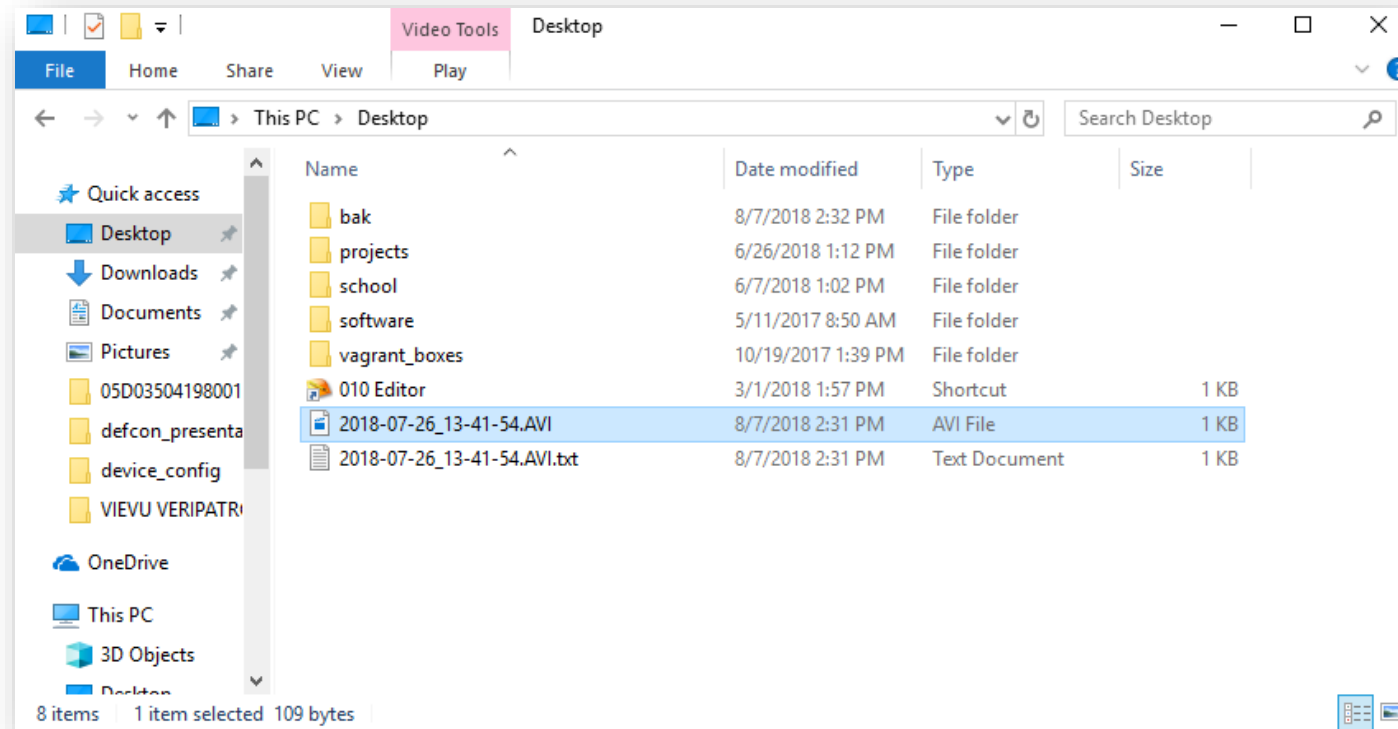 Video Tools Desktop
File Home Share View Play
This PC > Desktop Search Desktop
Name Date modified Type Size
Quick access
Desktop
Downloads
Documents
Pictures
05D03504198001
defcon_presenta
device_config
VIEVU VERIPATR
OneDrive
This PC
3D Objects
Desktop
bak 8/7/2018 2:32 PM File folder
projects 6/26/2018 1:12 PM File folder
school 6/7/2018 1:02 PM File folder
software 5/11/2017 8:50 AM File folder
vagrant_boxes 10/19/2017 1:39 PM File folder
010 Editor 3/1/2018 1:57 PM Shortcut 1 KB
2018-07-26_13-41-54.AVI 8/7/2018 2:31 PM AVI File 1 KB
2018-07-26_13-41-54.AVI.txt 8/7/2018 2:31 PM Text Document 1 KB
8 items 1 item selected 109 bytes